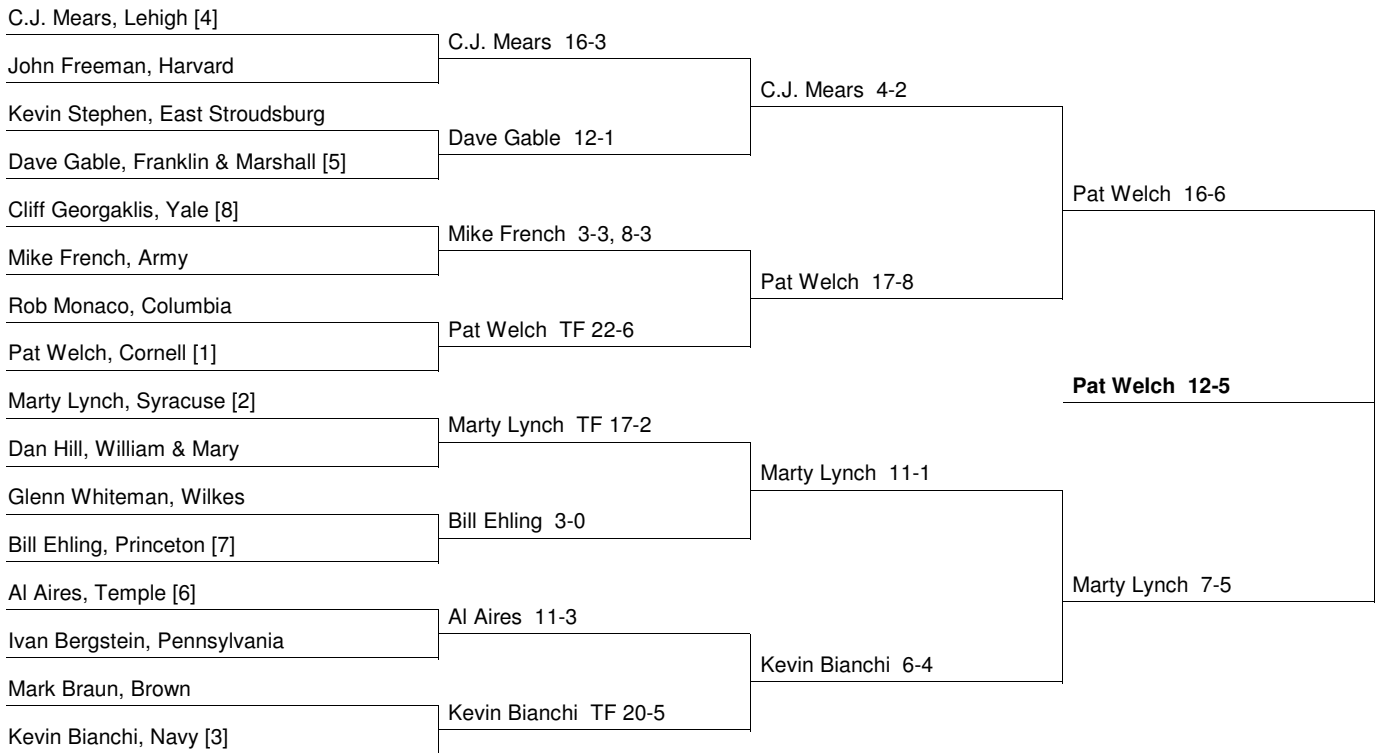 C.J. Mears, Lehigh [4]
John Freeman, Harvard
Kevin Stephen, East Stroudsburg
Dave Gable, Franklin & Marshall [5]
Cliff Georgaklis, Yale [8]
Mike French, Army
Rob Monaco, Columbia
Pat Welch, Cornell [1]
Marty Lynch, Syracuse [2]
Dan Hill, William & Mary
Glenn Whiteman, Wilkes
Bill Ehling, Princeton [7]
Al Aires, Temple [6]
Ivan Bergstein, Pennsylvania
Mark Braun, Brown
Kevin Bianchi, Navy [3]
C.J. Mears 16-3
Dave Gable 12-1
Mike French 3-3, 8-3
Pat Welch TF 22-6
Marty Lynch TF 17-2
Bill Ehling 3-0
Al Aires 11-3
Kevin Bianchi TF 20-5
C.J. Mears 4-2
Pat Welch 17-8
Marty Lynch 11-1
Kevin Bianchi 6-4
Pat Welch 16-6
Marty Lynch 7-5
Pat Welch 12-5